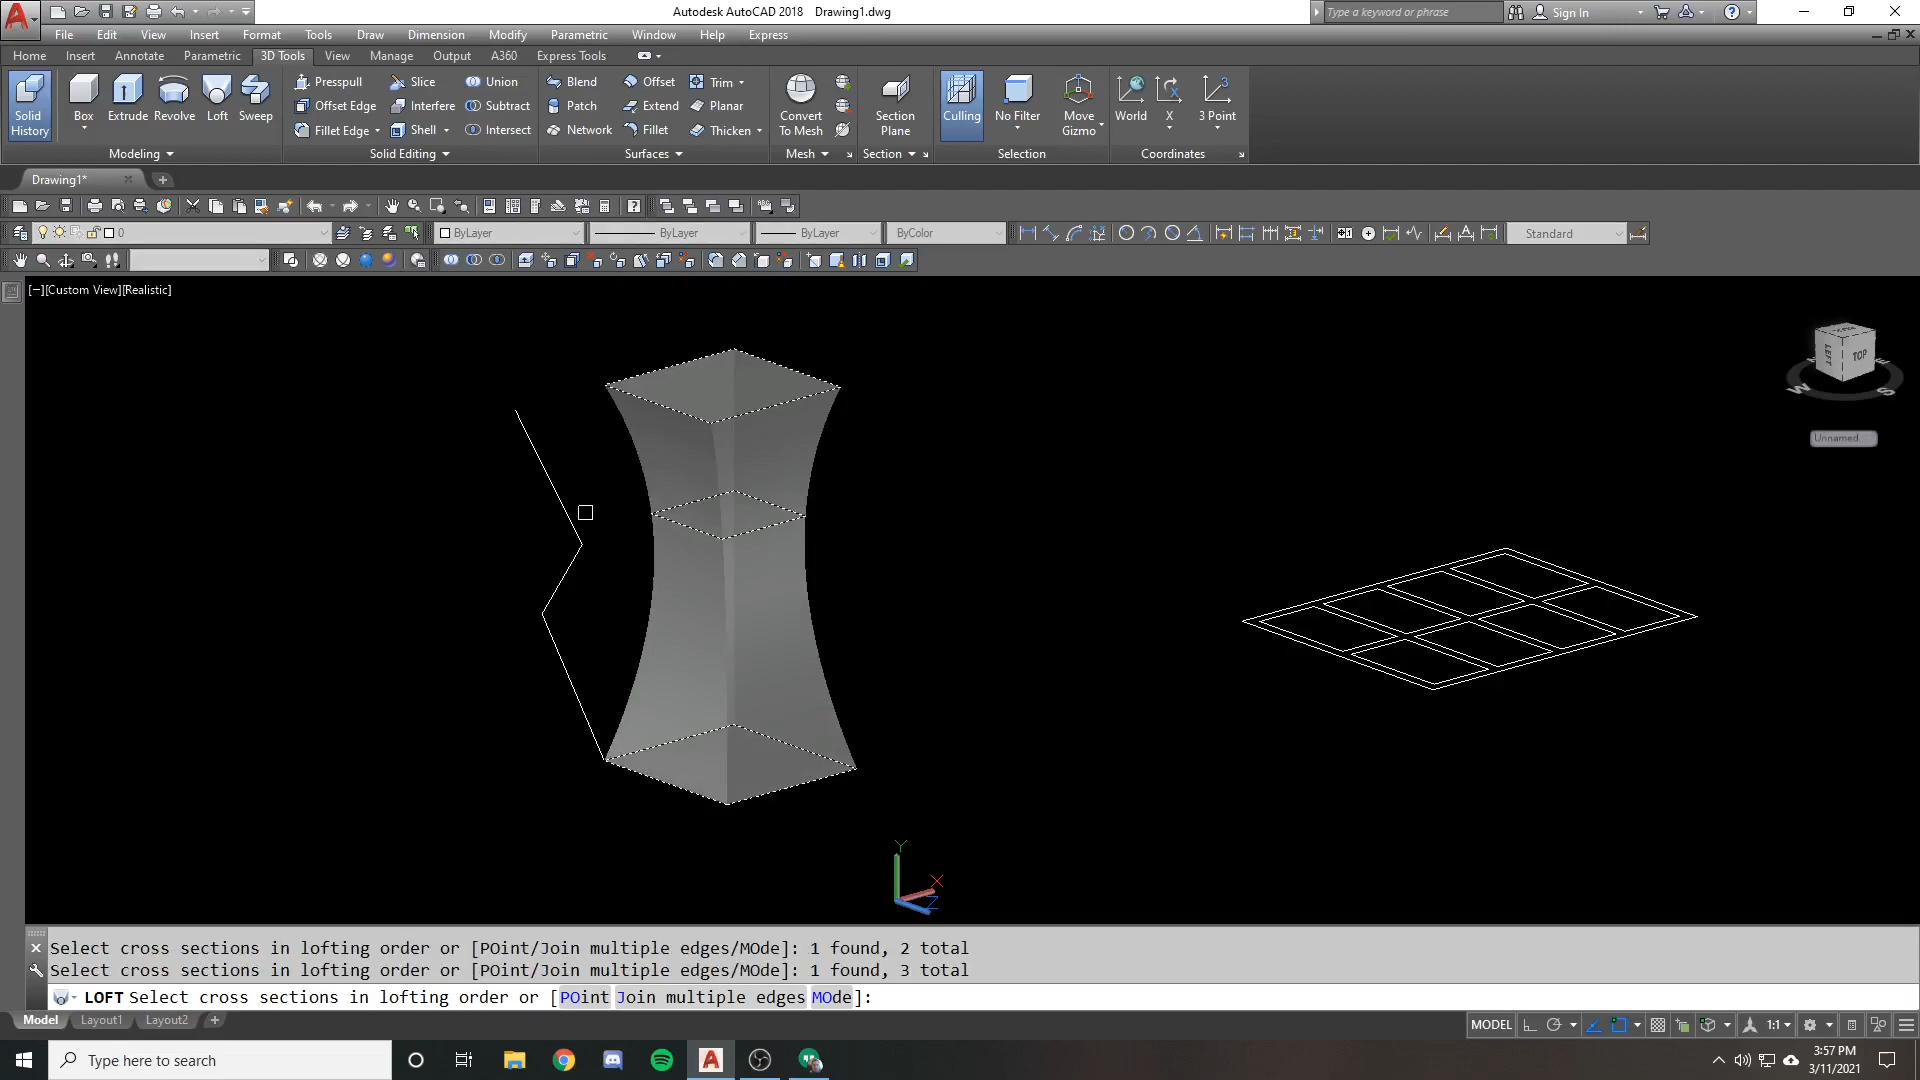 Autodesk AutoCAD 2018 Drawing1.dwg
Type a keyword or phrase
Sign In
File Edit View Insert Format Tools Draw Dimension Modify Parametric Window Help Express
Home Insert Annotate Parametric 3D Tools View Manage Output A360 Express Tools
Solid History
Box
Extrude
Revolve
Loft
Sweep
Modeling
Presspull
Offset Edge
Fillet Edge
Slice
Interfere
Shell
Union
Subtract
Intersect
Solid Editing
Blend
Patch
Network
Offset
Extend
Fillet
Trim
Planar
Thicken
Surfaces
Convert To Mesh
Mesh
Section Plane
Section
Culling
No Filter
Move Gizmo
Selection
World
X
3 Point
Coordinates
Drawing1*
0
ByLayer
ByLayer
ByLayer
ByColor
Standard
[−][Custom View][Realistic]
LEFT
TOP
W
S
Unnamed
Y
X
Z
Select cross sections in lofting order or [POint/Join multiple edges/MOde]: 1 found, 2 total
Select cross sections in lofting order or [POint/Join multiple edges/MOde]: 1 found, 3 total
LOFT Select cross sections in lofting order or [POint Join multiple edges MOde]:
Model Layout1 Layout2
MODEL
1:1
Type here to search
3:57 PM
3/11/2021